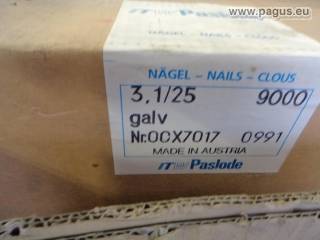 www.pagus.eu
ITW Paslode
NÄGEL - NAILS - CLOUS
NÄGEL - NAILS - CLOUS
3,1/25 9000
galv
Nr.OCX7017 0991
MADE IN AUSTRIA
ITW Paslode